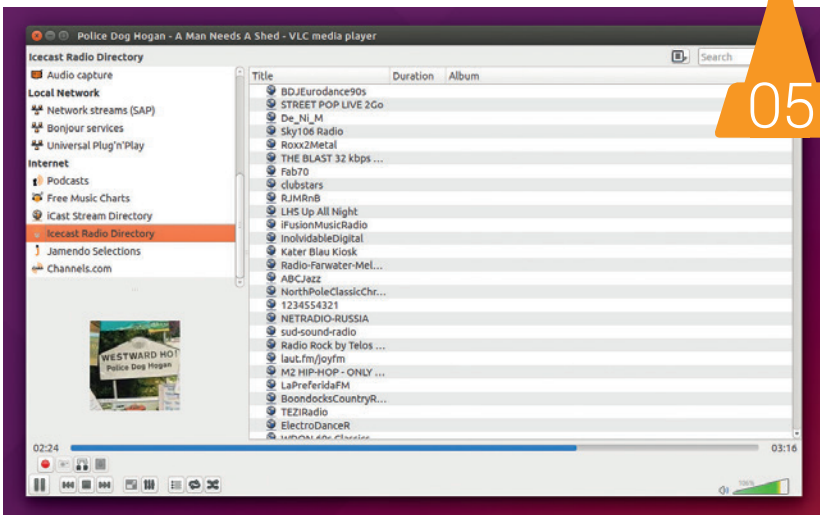 Police Dog Hogan - A Man Needs A Shed - VLC media player
05
Icecast Radio Directory
Search
Audio capture
Local Network
Network streams (SAP)
Bonjour services
Universal Plug'n'Play
Internet
Podcasts
Free Music Charts
iCast Stream Directory
Icecast Radio Directory
Jamendo Selections
Channels.com
Title Duration Album
BDJEurodance90s
STREET POP LIVE 2Go
De_Ni_M
Sky106 Radio
Roxx2Metal
THE BLAST 32 kbps ...
Fab70
clubstars
RJMRnB
LHS Up All Night
iFusionMusicRadio
InolvidableDigital
Kater Blau Kiosk
Radio-Farwater-Mel...
ABCJazz
NorthPoleClassicChr...
1234554321
NETRADIO-RUSSIA
sud-sound-radio
Radio Rock by Telos ...
laut.fm/joyfm
M2 HIP-HOP - ONLY ...
LaPreferidaFM
BoondocksCountryR...
TEZIRadio
ElectroDanceR
WESTWARD HO!
Police Dog Hogan
02:24
03:16